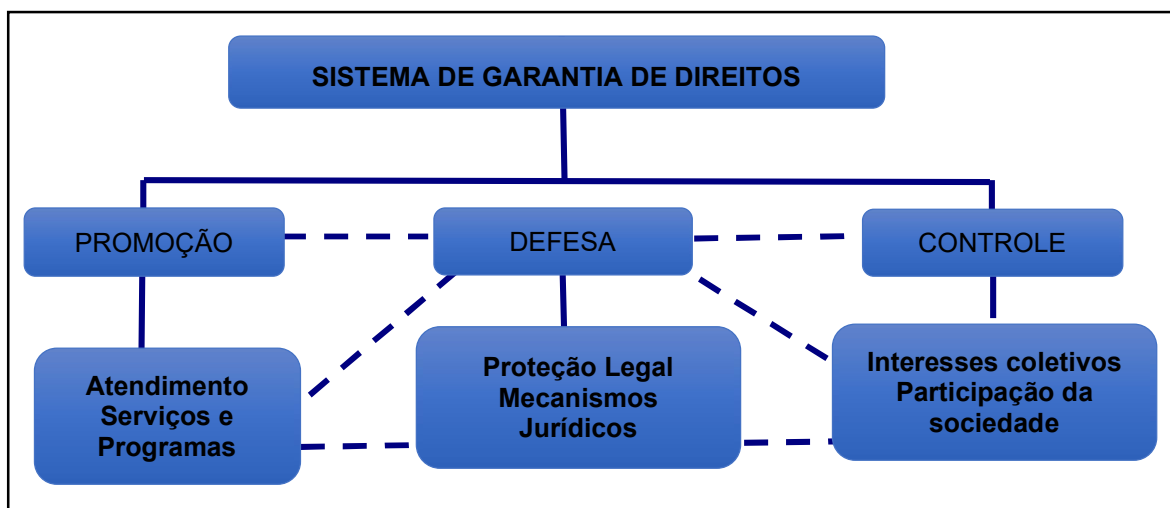 SISTEMA DE GARANTIA DE DIREITOS
PROMOÇÃO
DEFESA
CONTROLE
Atendimento
Serviços e
Programas
Proteção Legal
Mecanismos
Jurídicos
Interesses coletivos
Participação da
sociedade